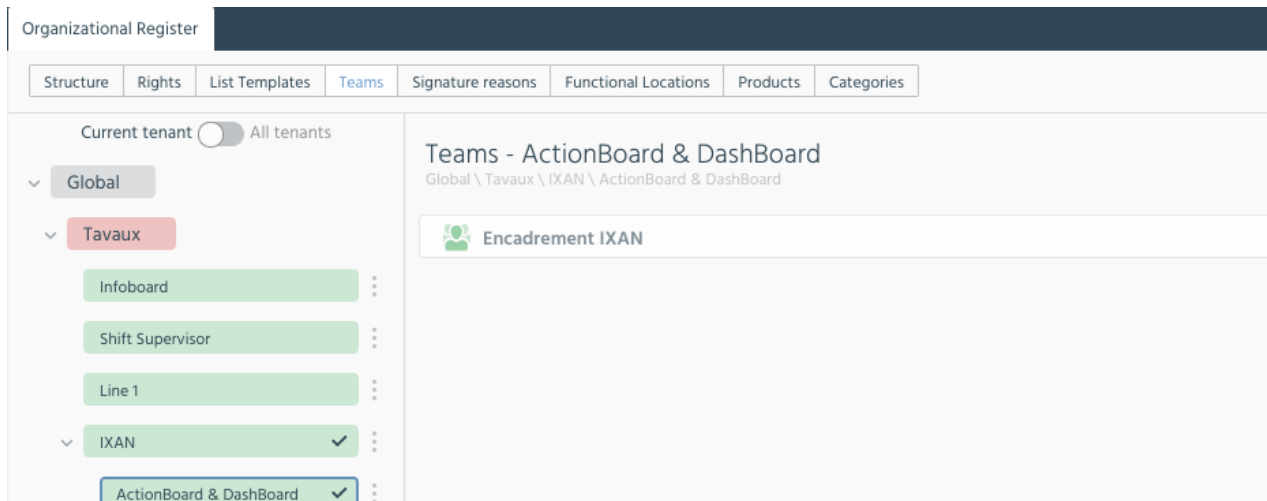 Organizational Register
Structure Rights List Templates Teams Signature reasons Functional Locations Products Categories
Current tenant All tenants
Global
Tavaux
Infoboard
Shift Supervisor
Line 1
IXAN
ActionBoard & DashBoard
Teams - ActionBoard & DashBoard
Global \ Tavaux \ IXAN \ ActionBoard & DashBoard
Encadrement IXAN